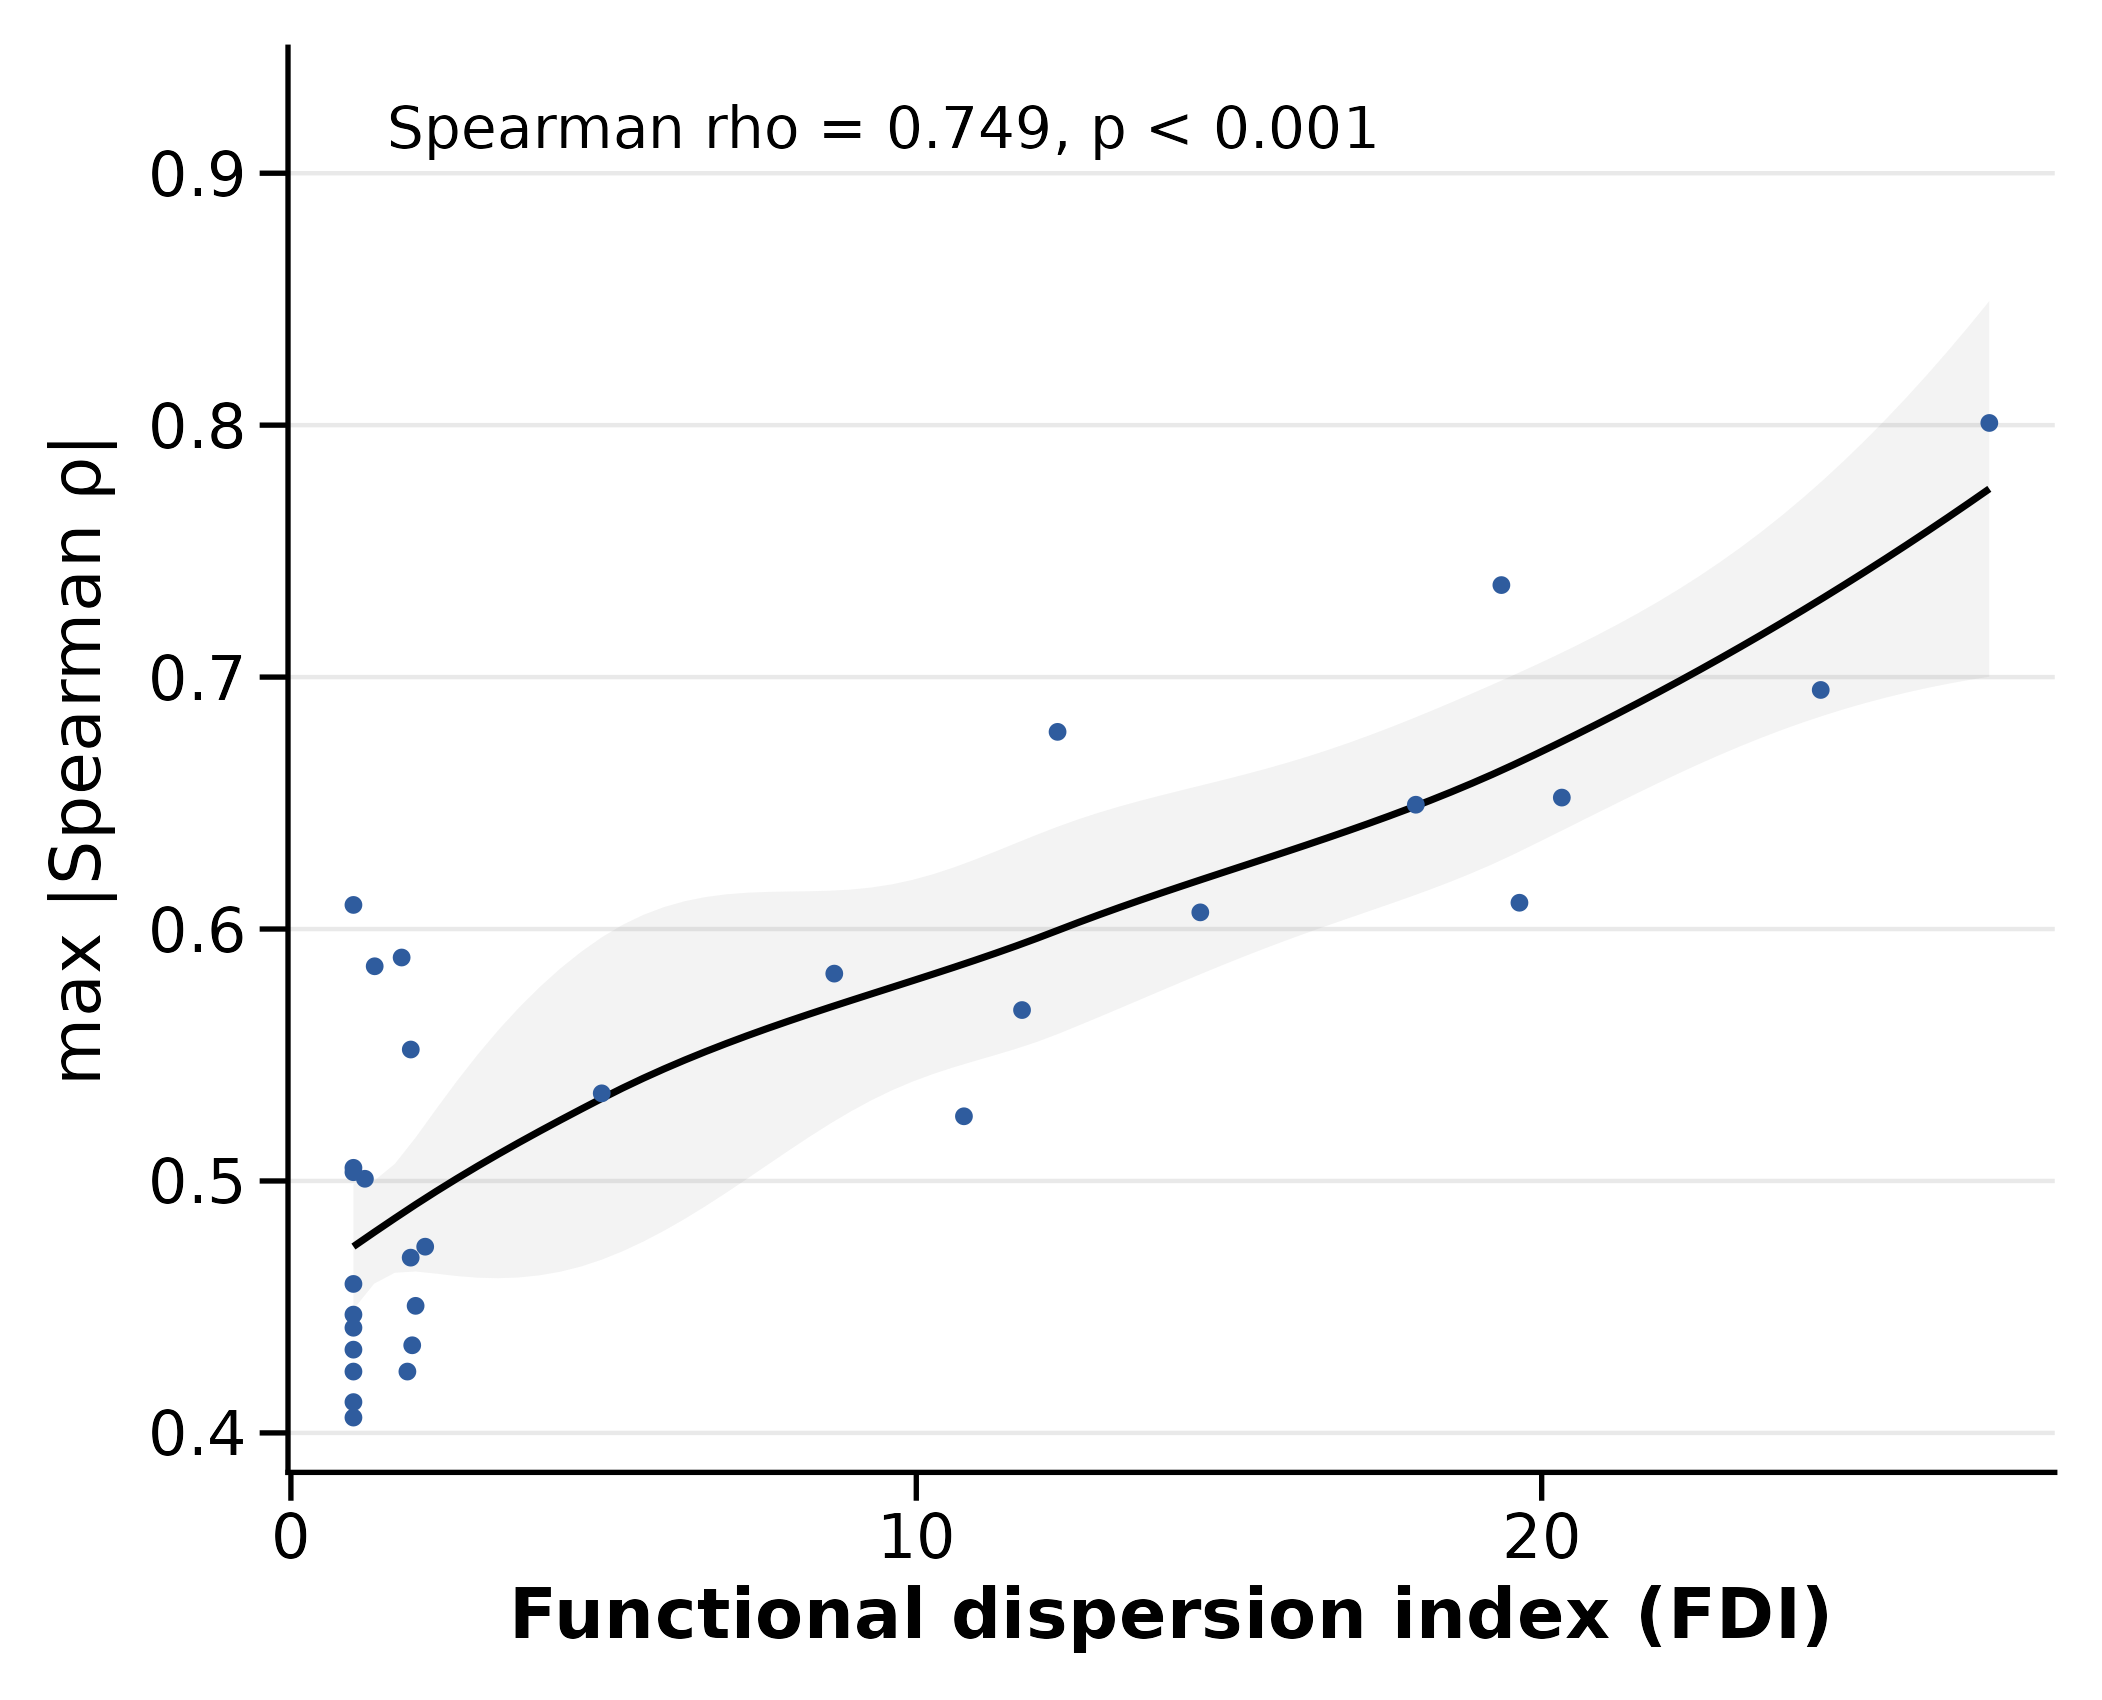 Spearman rho = 0.749, p < 0.001
max |Spearman ρ|
0.9
0.8
0.7
0.6
0.5
0.4
0 10 20
Functional dispersion index (FDI)